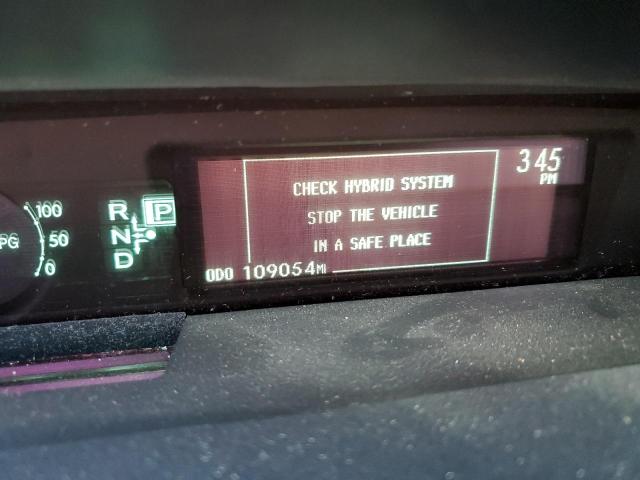 345
PM
CHECK HYBRID SYSTEM
STOP THE VEHICLE
IN A SAFE PLACE
ODO 109054MI
100
50
0
PG
R P
N
D